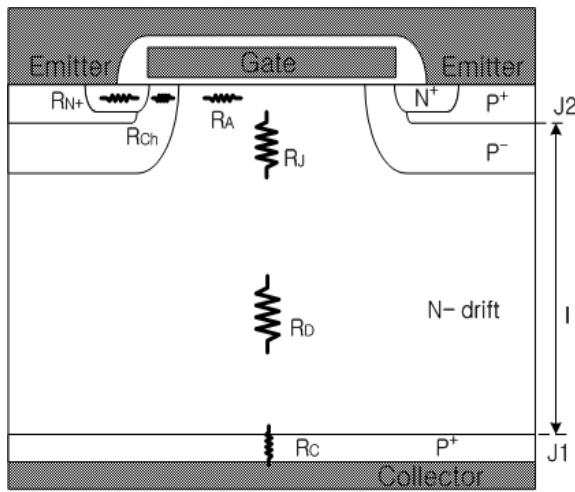 Emitter Gate Emitter
RN+ N+ P+ J2
RCh RA
RJ P-
RD N- drift l
RC P+ J1
Collector